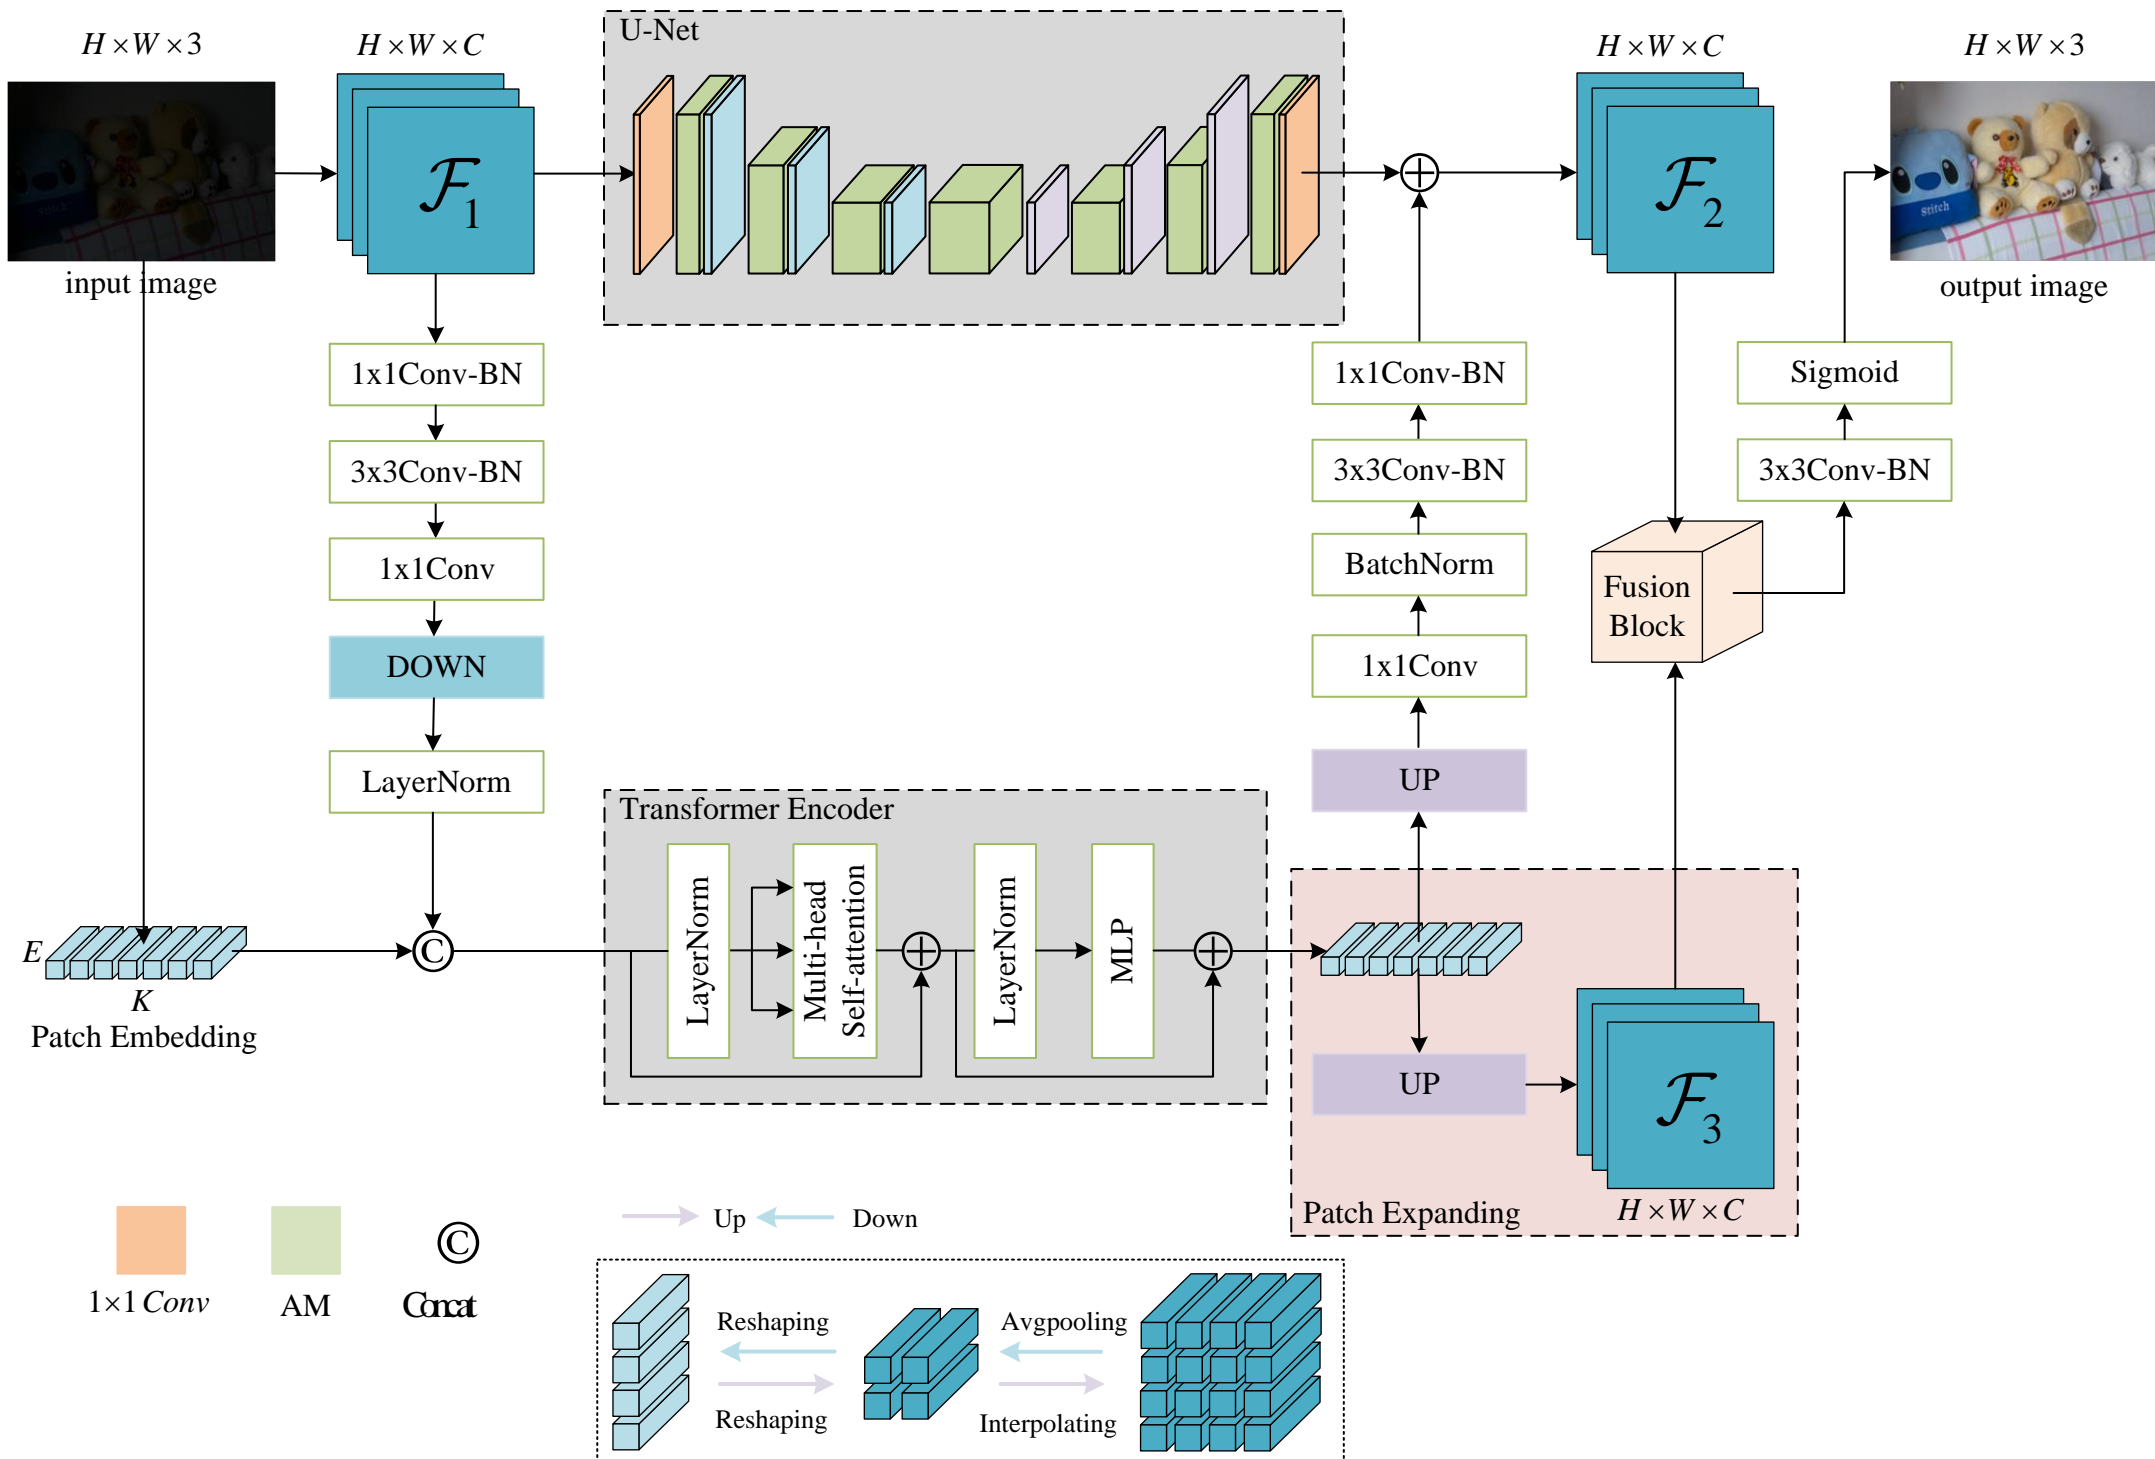 H×W×3
H×W×C
U-Net
H×W×C
H×W×3
stitch
F1
F2
stitch
input image
output image
1x1Conv-BN
1x1Conv-BN
Sigmoid
3x3Conv-BN
3x3Conv-BN
3x3Conv-BN
1x1Conv
BatchNorm
Fusion
Block
DOWN
1x1Conv
LayerNorm
UP
Transformer Encoder
LayerNorm
Multi-head
Self-attention
LayerNorm
MLP
E
C
K
Patch Embedding
UP
F3
Patch Expanding
H×W×C
Up
Down
C
1×1 Conv
AM
Concat
Reshaping
Avgpooling
Reshaping
Interpolating